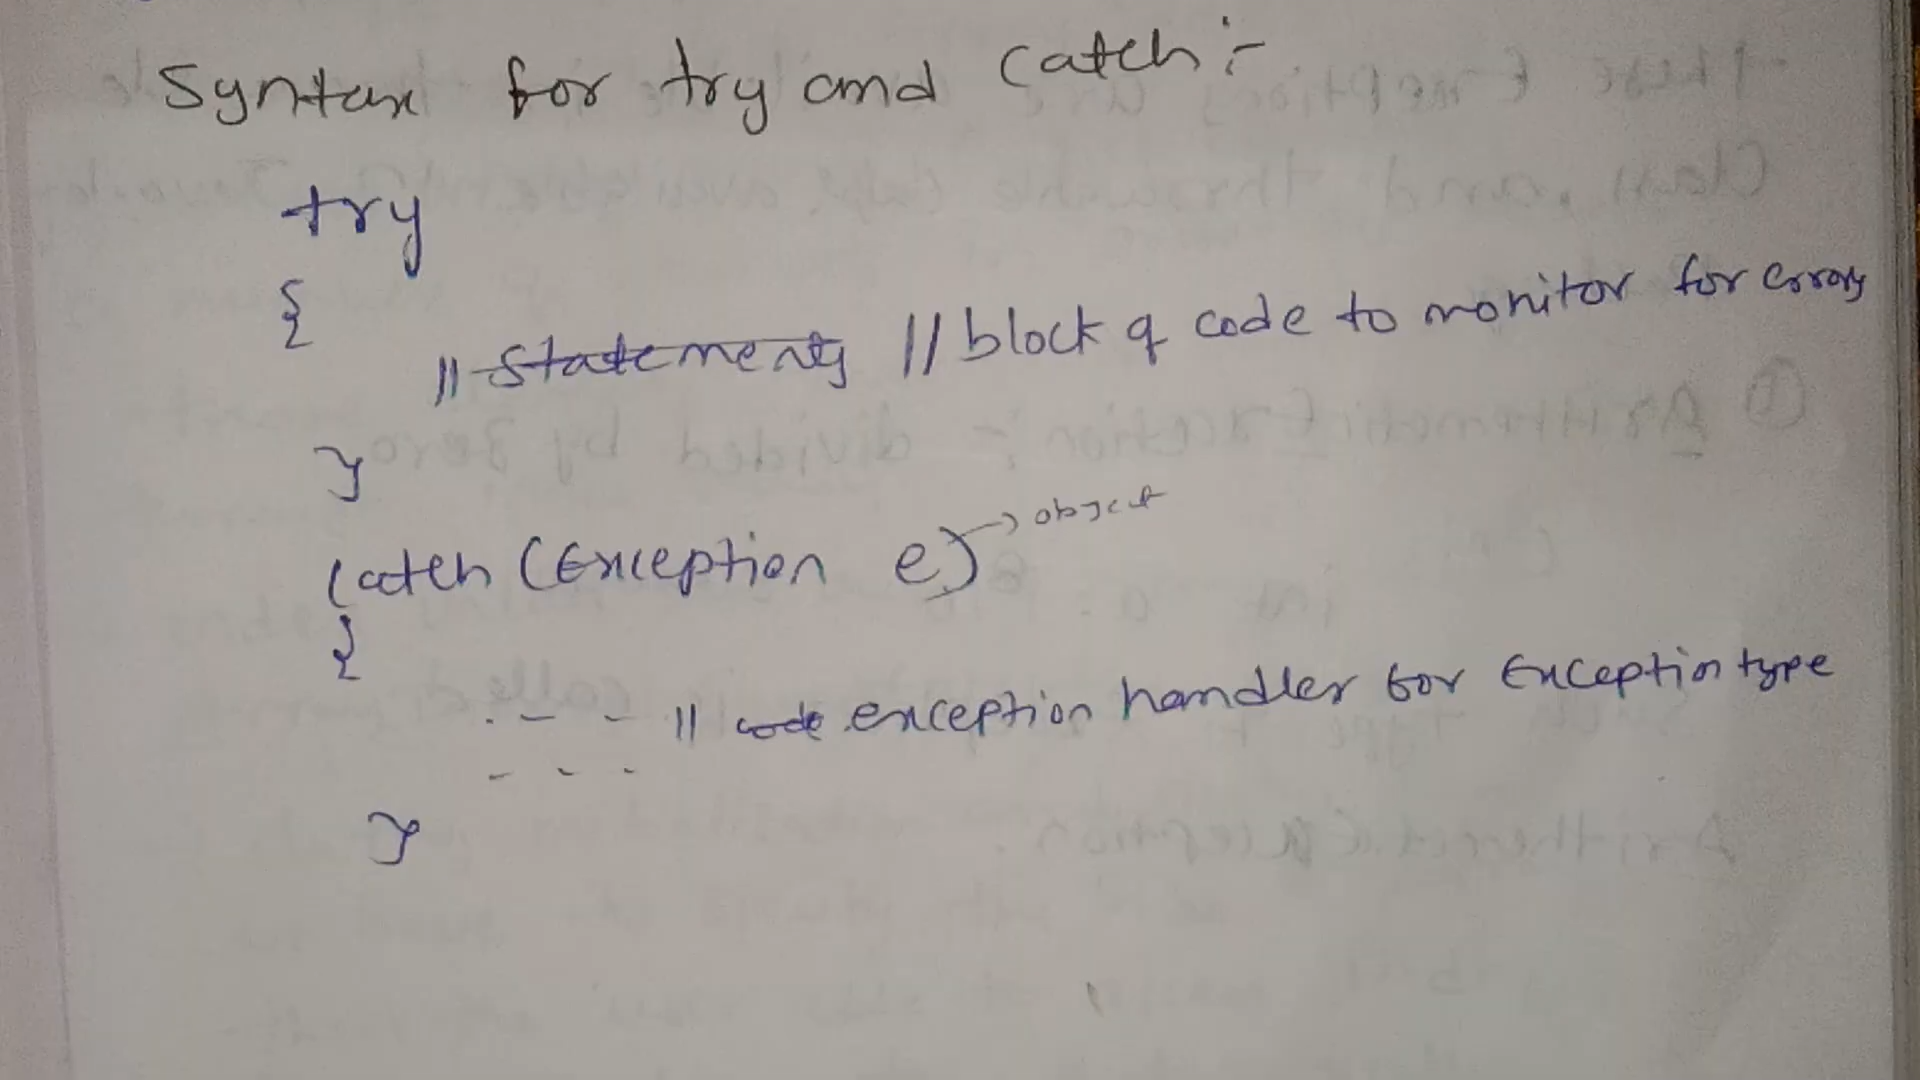 Syntax for try and Catch :-
try
{
// Statements // block of code to monitor for errors
}
Catch (Exception e) → object
{
. - - // code exception handler for Exception type
- - -
}